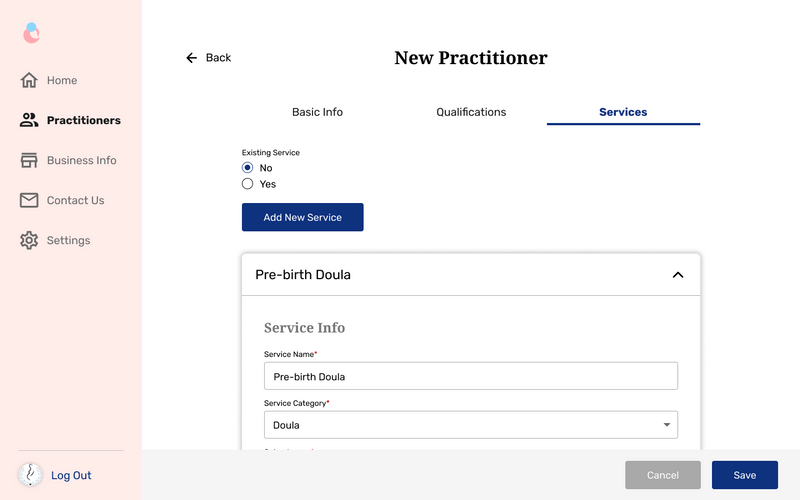 Home
Practitioners
Business Info
Contact Us
Settings
Log Out
Back
New Practitioner
Basic Info
Qualifications
Services
Existing Service
No
Yes
Add New Service
Pre-birth Doula
Service Info
Service Name*
Pre-birth Doula
Service Category*
Doula
Cancel
Save